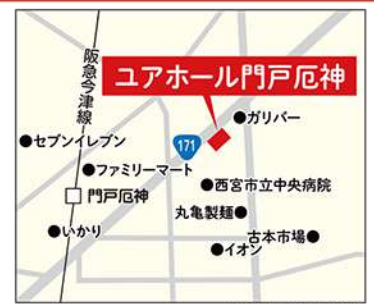 阪急今津線
ユアホール門戸厄神
●ガリバー
●セブンイレブン
171
●ファミリーマート
●西宮市立中央病院
門戸厄神
丸亀製麺●
●いかり
古本市場●
●イオン